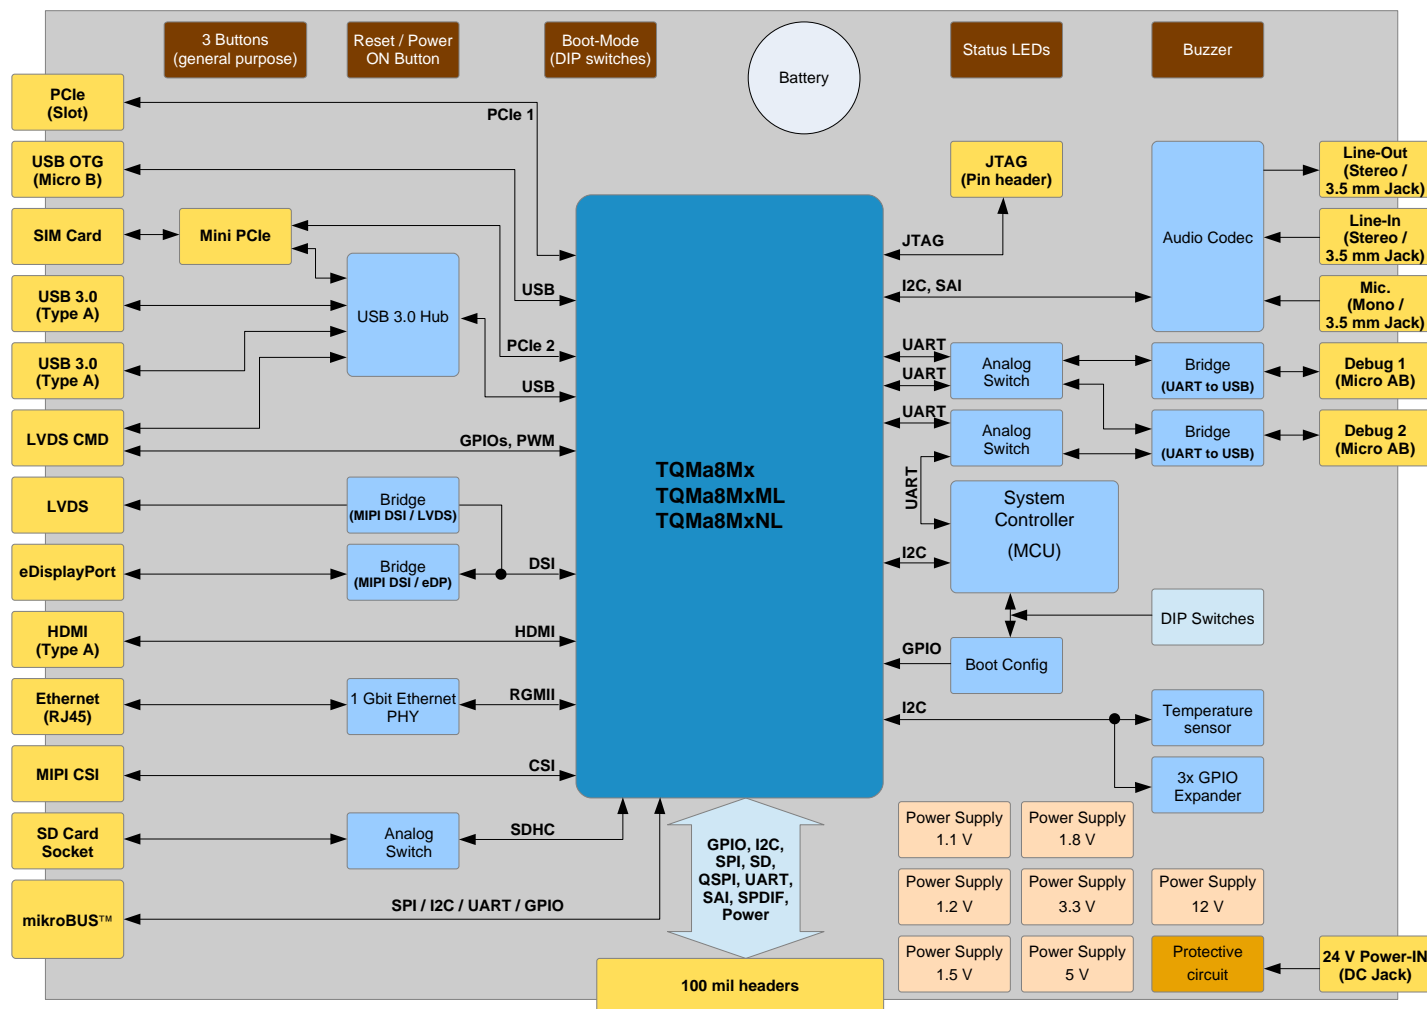 3 Buttons
(general purpose)
Reset / Power
ON Button
Boot-Mode
(DIP switches)
Battery
Status LEDs
Buzzer
PCIe
(Slot)
PCIe 1
USB OTG
(Micro B)
USB
SIM Card
Mini PCIe
PCIe 2
USB 3.0
(Type A)
USB 3.0 Hub
USB
USB 3.0
(Type A)
LVDS CMD
GPIOs, PWM
LVDS
Bridge
(MIPI DSI / LVDS)
eDisplayPort
Bridge
(MIPI DSI / eDP)
DSI
HDMI
(Type A)
HDMI
Ethernet
(RJ45)
1 Gbit Ethernet
PHY
RGMII
MIPI CSI
CSI
SD Card
Socket
Analog
Switch
SDHC
mikroBUS™
SPI / I2C / UART / GPIO
TQMa8Mx
TQMa8MxML
TQMa8MxNL
GPIO, I2C,
SPI, SD,
QSPI, UART,
SAI, SPDIF,
Power
100 mil headers
JTAG
(Pin header)
JTAG
I2C, SAI
Audio Codec
Line-Out
(Stereo /
3.5 mm Jack)
Line-In
(Stereo /
3.5 mm Jack)
Mic.
(Mono /
3.5 mm Jack)
UART
UART
Analog
Switch
Bridge
(UART to USB)
Debug 1
(Micro AB)
UART
Analog
Switch
Bridge
(UART to USB)
Debug 2
(Micro AB)
UART
System
Controller
(MCU)
I2C
DIP Switches
GPIO
Boot Config
I2C
Temperature
sensor
3x GPIO
Expander
Power Supply
1.1 V
Power Supply
1.8 V
Power Supply
1.2 V
Power Supply
3.3 V
Power Supply
12 V
Power Supply
1.5 V
Power Supply
5 V
Protective
circuit
24 V Power-IN
(DC Jack)